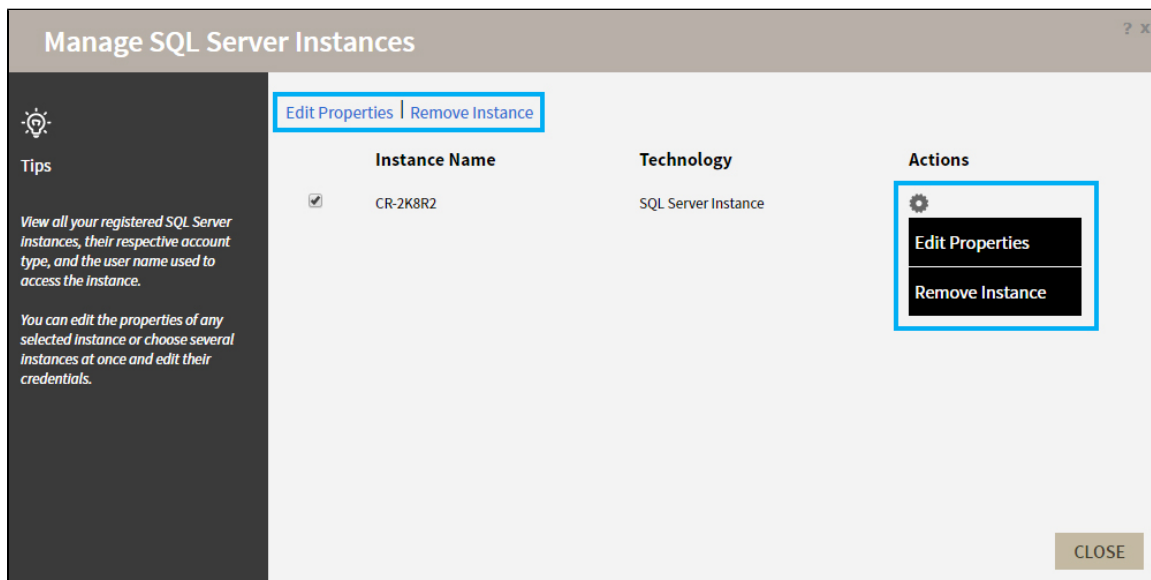 Manage SQL Server Instances
? x
Tips
View all your registered SQL Server
instances, their respective account
type, and the user name used to
access the instance.
You can edit the properties of any
selected instance or choose several
instances at once and edit their
credentials.
Edit Properties | Remove Instance
Instance Name Technology Actions
CR-2K8R2 SQL Server Instance
Edit Properties
Remove Instance
CLOSE